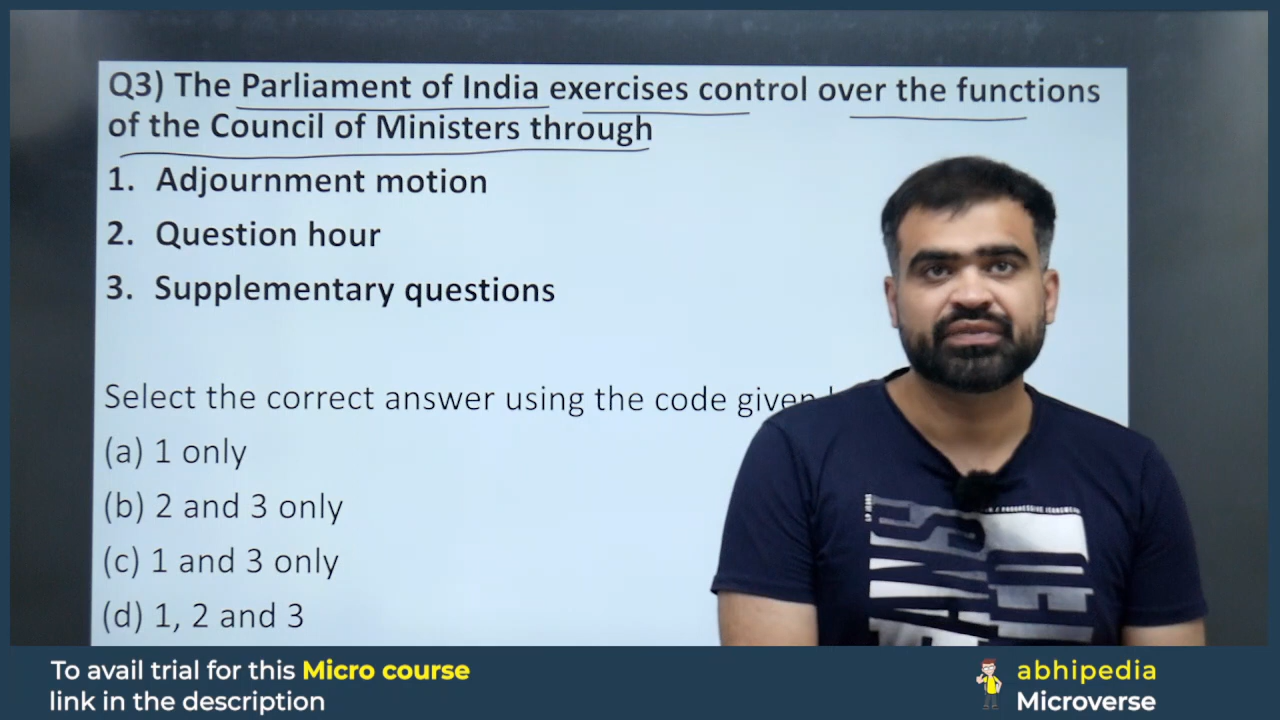 Q3) The Parliament of India exercises control over the functions
of the Council of Ministers through
1. Adjournment motion
2. Question hour
3. Supplementary questions
Select the correct answer using the code given
(a) 1 only
(b) 2 and 3 only
(c) 1 and 3 only
(d) 1, 2 and 3
To avail trial for this Micro course
link in the description
abhipedia
Microverse